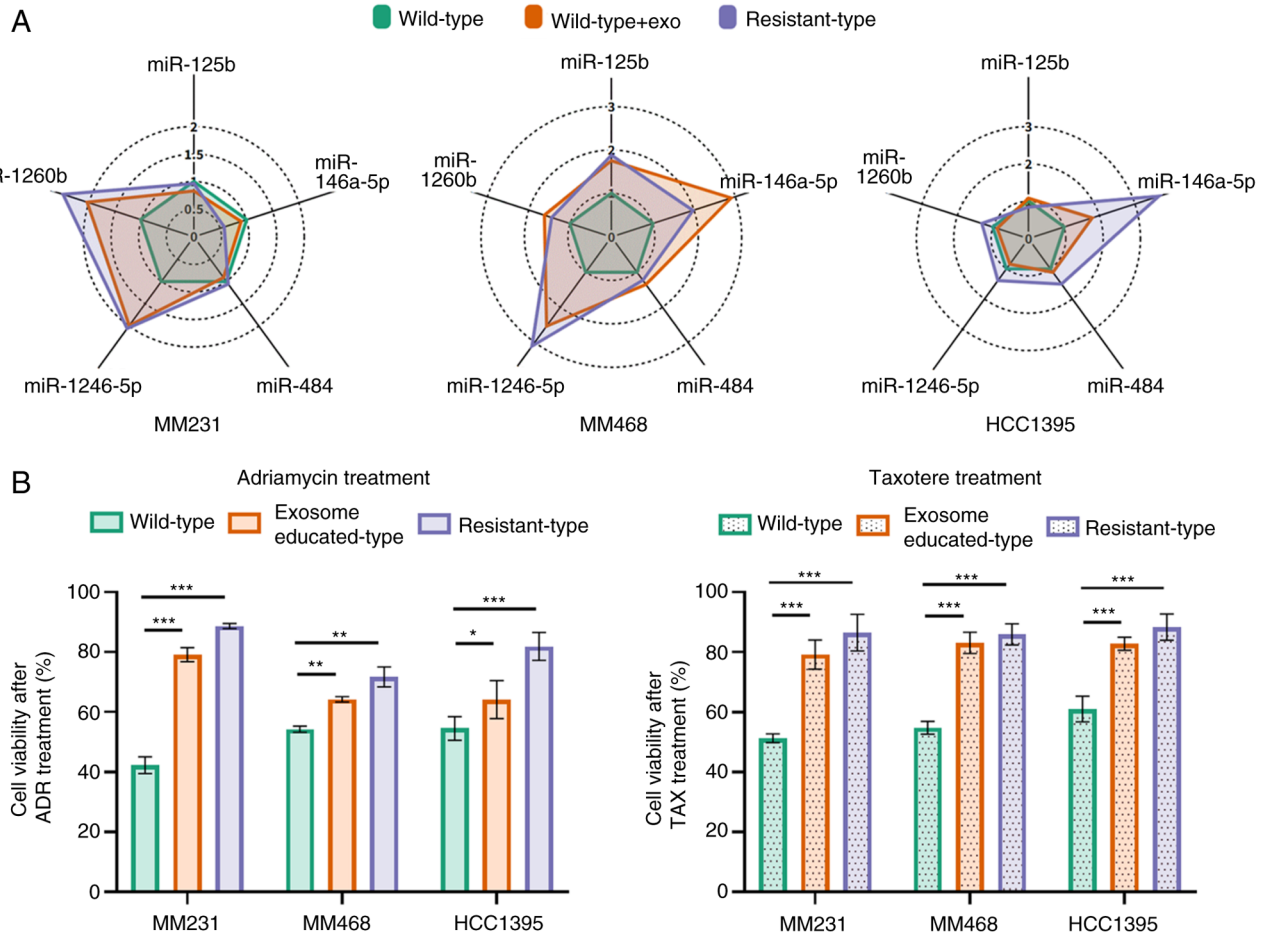 A
Wild-type
Wild-type+exo
Resistant-type
miR-125b
miR-
146a-5p
miR-484
miR-1246-5p
R-1260b
2
1.5
0.5
0
MM231
miR-125b
miR-146a-5p
miR-484
miR-1246-5p
miR-
1260b
3
2
1
0
MM468
miR-125b
miR-146a-5p
miR-484
miR-1246-5p
miR-
1260b
3
2
0
HCC1395
B
Adriamycin treatment
Wild-type
Exosome
educated-type
Resistant-type
Cell viability after
ADR treatment (%)
100
80
60
40
20
0
***
***
**
**
***
*
MM231
MM468
HCC1395
Taxotere treatment
Wild-type
Exosome
educated-type
Resistant-type
Cell viability after
TAX treatment (%)
100
80
60
40
20
0
***
***
***
***
***
***
MM231
MM468
HCC1395